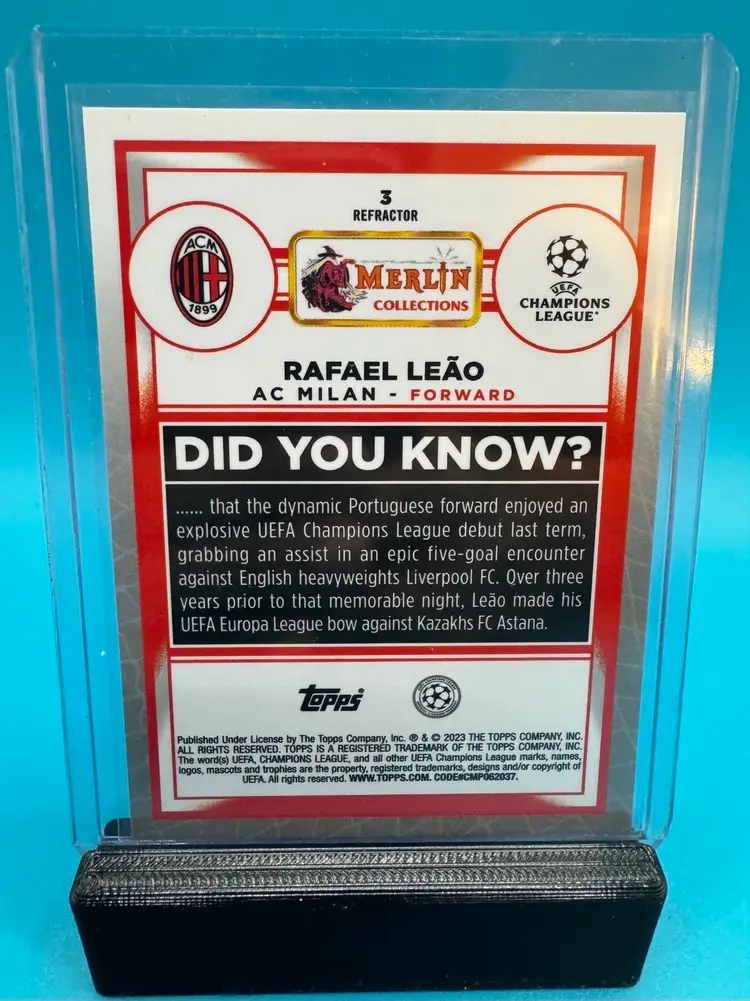 3
REFRACTOR
ACM
1899
MERLIN
COLLECTIONS
UEFA
CHAMPIONS
LEAGUE
RAFAEL LEÃO
AC MILAN - FORWARD
DID YOU KNOW?
...... that the dynamic Portuguese forward enjoyed an
explosive UEFA Champions League debut last term,
grabbing an assist in an epic five-goal encounter
against English heavyweights Liverpool FC. Over three
years prior to that memorable night, Leão made his
UEFA Europa League bow against Kazakhs FC Astana.
topps
Published Under License by The Topps Company, Inc. ® & © 2023 THE TOPPS COMPANY, INC.
ALL RIGHTS RESERVED. TOPPS IS A REGISTERED TRADEMARK OF THE TOPPS COMPANY, INC.
The word(s) UEFA, CHAMPIONS LEAGUE, and all other UEFA Champions League marks, names,
logos, mascots and trophies are the property, registered trademarks, designs and/or copyright of
UEFA. All rights reserved. WWW.TOPPS.COM. CODE#CMP062037.